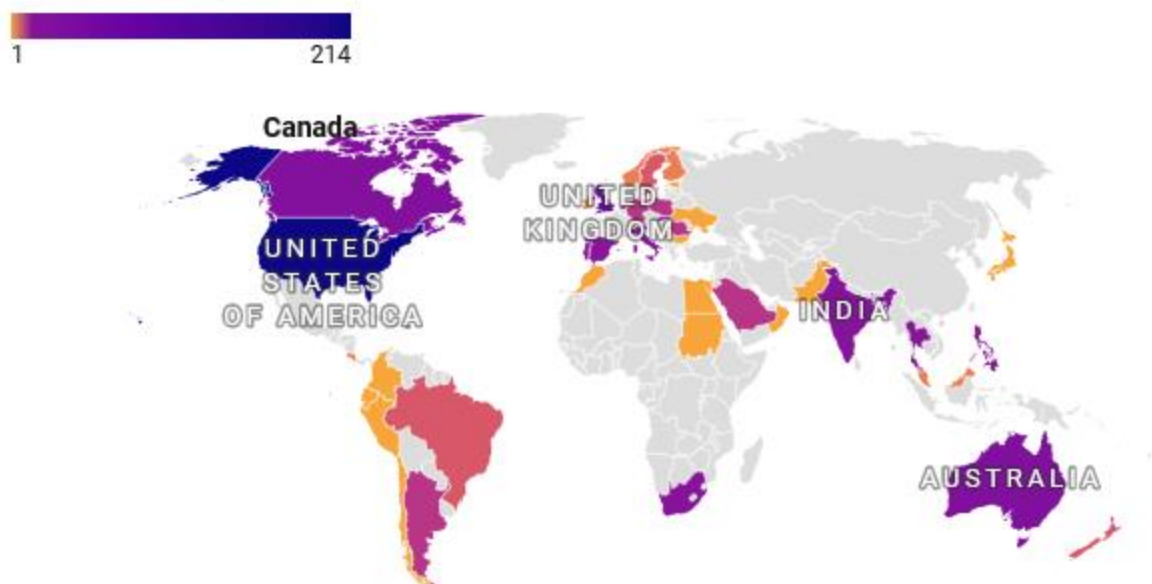 1 214
Canada
UNITED
KINGDOM
UNITED
STATES
OF AMERICA
INDIA
AUSTRALIA